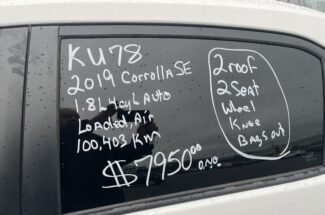 KU78
2019 Corrolla SE
1.8L 4cyl Auto
Loaded, Air
100,403 Km
$7950.00 o.n.o.
2 roof
2 Seat
Wheel
Knee
Bags out